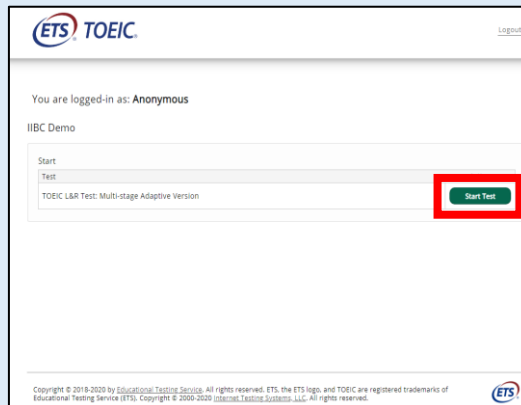 ETS TOEIC
Logout
You are logged-in as: Anonymous
IIBC Demo
Start
Test
TOEIC L&R Test: Multi-stage Adaptive Version
Start Test
Copyright © 2018-2020 by Educational Testing Service. All rights reserved. ETS, the ETS logo, and TOEIC are registered trademarks of
Educational Testing Service (ETS). Copyright © 2000-2020 Internet Testing Systems, LLC. All rights reserved.
ETS